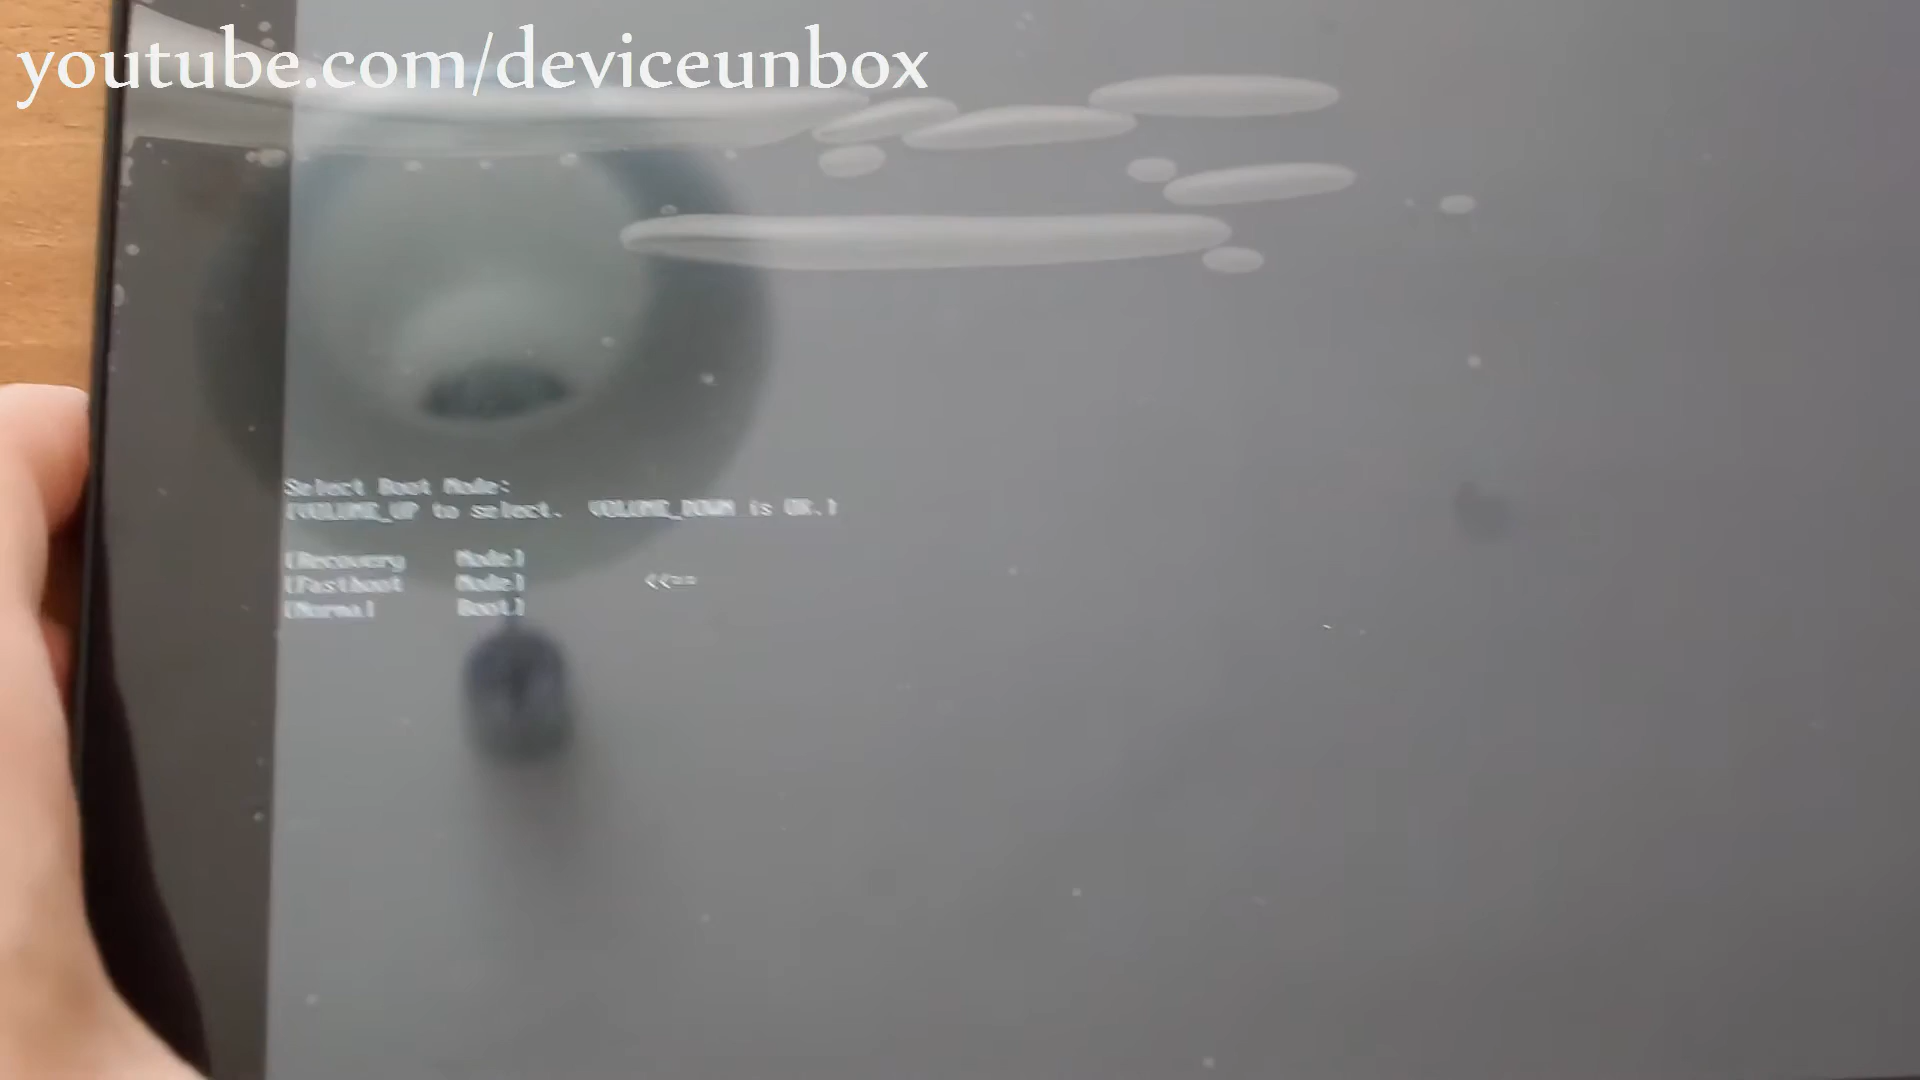 youtube.com/deviceunbox
Select Boot Mode:
[VOLUME_UP to select.  VOLUME_DOWN is OK.]
[Recovery    Mode]
[Fastboot    Mode]    <<==
[Normal      Boot]